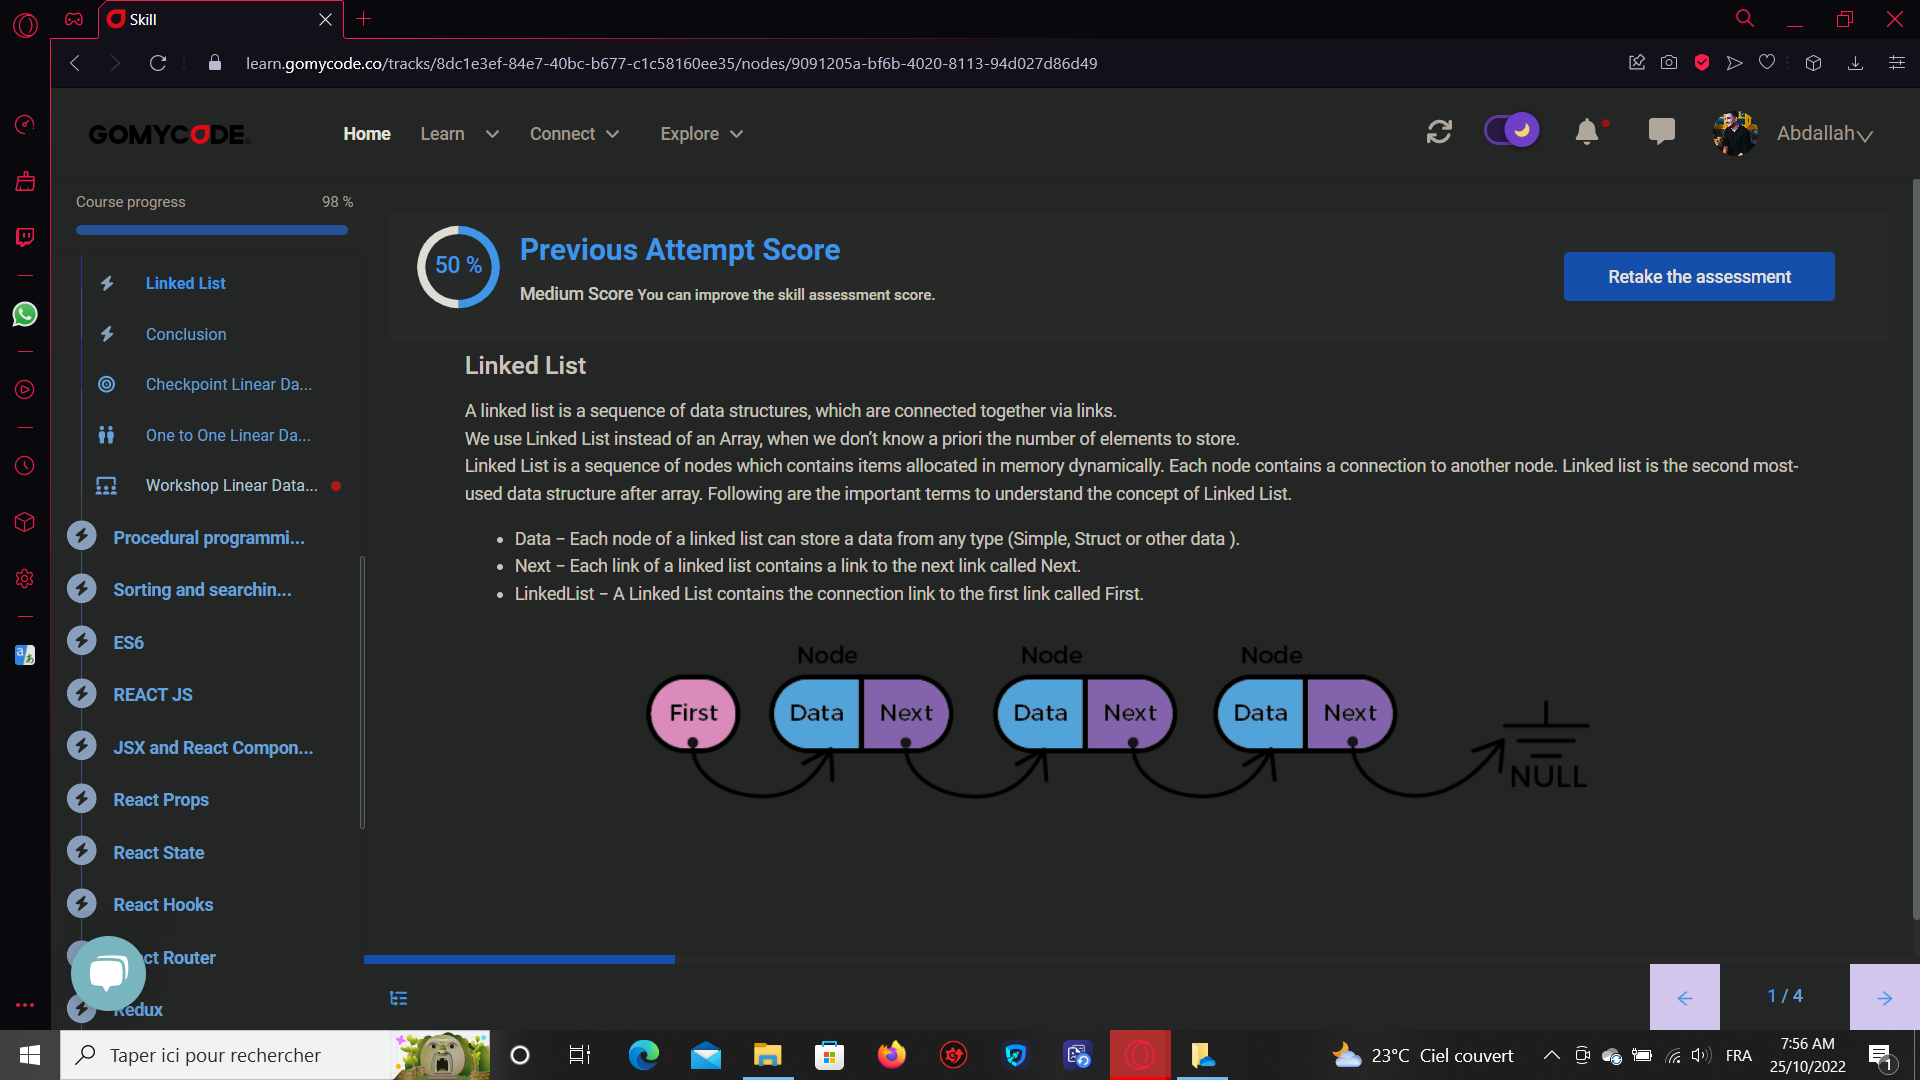 Skill
learn.gomycode.co/tracks/8dc1e3ef-84e7-40bc-b677-c1c58160ee35/nodes/9091205a-bf6b-4020-8113-94d027d86d49
GOMYCODE
Home
Learn
Connect
Explore
Abdallah
Course progress
98 %
Linked List
Conclusion
Checkpoint Linear Da...
One to One Linear Da...
Workshop Linear Data...
Procedural programmi...
Sorting and searchin...
ES6
REACT JS
JSX and React Compon...
React Props
React State
React Hooks
ct Router
Redux
50 %
Previous Attempt Score
Medium Score You can improve the skill assessment score.
Retake the assessment
Linked List
A linked list is a sequence of data structures, which are connected together via links.
We use Linked List instead of an Array, when we don’t know a priori the number of elements to store.
Linked List is a sequence of nodes which contains items allocated in memory dynamically. Each node contains a connection to another node. Linked list is the second most-
used data structure after array. Following are the important terms to understand the concept of Linked List.
• Data − Each node of a linked list can store a data from any type (Simple, Struct or other data ).
• Next − Each link of a linked list contains a link to the next link called Next.
• LinkedList − A Linked List contains the connection link to the first link called First.
Node
Node
Node
First
Data
Next
Data
Next
Data
Next
NULL
1 / 4
Taper ici pour rechercher
23°C Ciel couvert
FRA
7:56 AM
25/10/2022
1